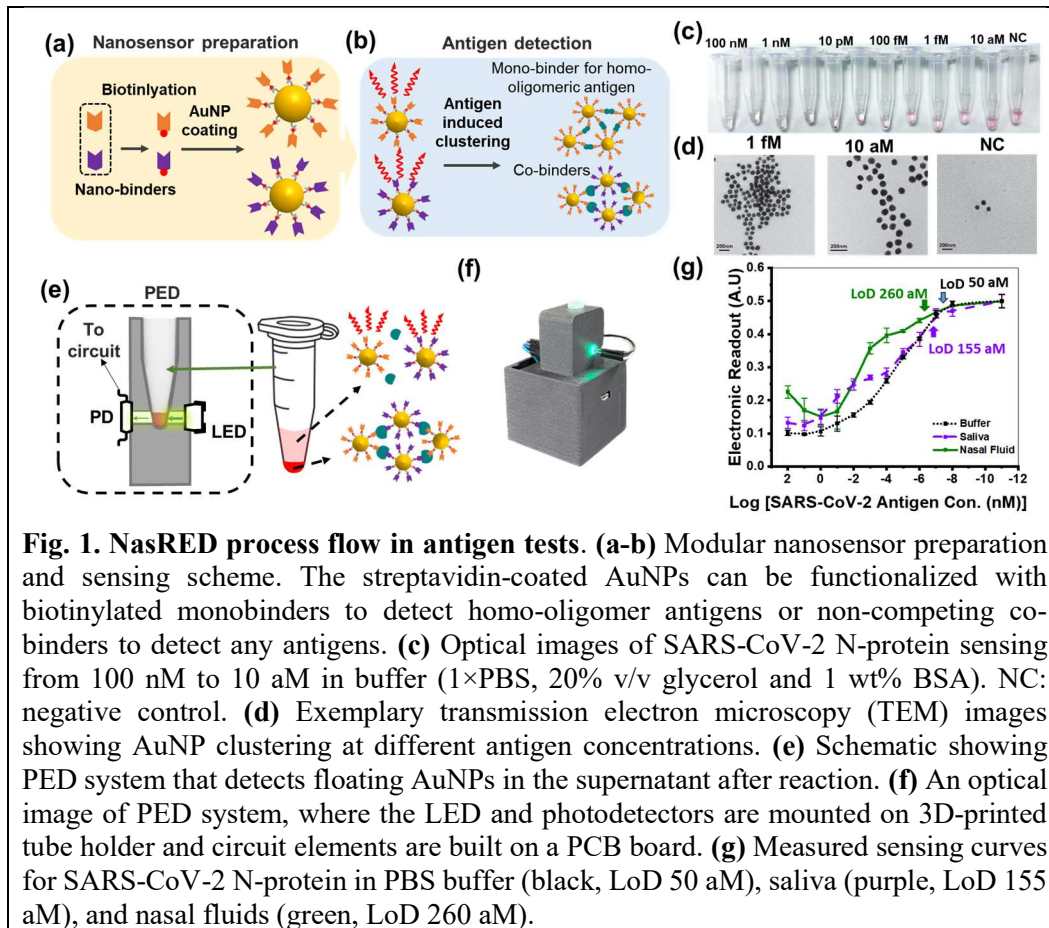 (a)
Nanosensor preparation
Biotinlyation
AuNP
coating
Nano-binders
(b)
Antigen detection
Antigen
induced
clustering
Mono-binder for homo-
oligomeric antigen
Co-binders
(c)
100 nM 1 nM 10 pM 100 fM 1 fM 10 aM NC
(d)
1 fM 10 aM NC
200nm 200nm 200nm
(e)
PED
To
circuit
PD
LED
(f)
(g)
0.6
0.5
0.4
0.3
0.2
0.1
0.0
Electronic Readout (A.U)
LoD 260 aM
LoD 50 aM
LoD 155 aM
Buffer
Saliva
Nasal Fluid
2 0 -2 -4 -6 -8 -10 -12
Log [SARS-CoV-2 Antigen Con. (nM)]
Fig. 1. NasRED process flow in antigen tests. (a-b) Modular nanosensor preparation
and sensing scheme. The streptavidin-coated AuNPs can be functionalized with
biotinylated monobinders to detect homo-oligomer antigens or non-competing co-
binders to detect any antigens. (c) Optical images of SARS-CoV-2 N-protein sensing
from 100 nM to 10 aM in buffer (1×PBS, 20% v/v glycerol and 1 wt% BSA). NC:
negative control. (d) Exemplary transmission electron microscopy (TEM) images
showing AuNP clustering at different antigen concentrations. (e) Schematic showing
PED system that detects floating AuNPs in the supernatant after reaction. (f) An optical
image of PED system, where the LED and photodetectors are mounted on 3D-printed
tube holder and circuit elements are built on a PCB board. (g) Measured sensing curves
for SARS-CoV-2 N-protein in PBS buffer (black, LoD 50 aM), saliva (purple, LoD 155
aM), and nasal fluids (green, LoD 260 aM).